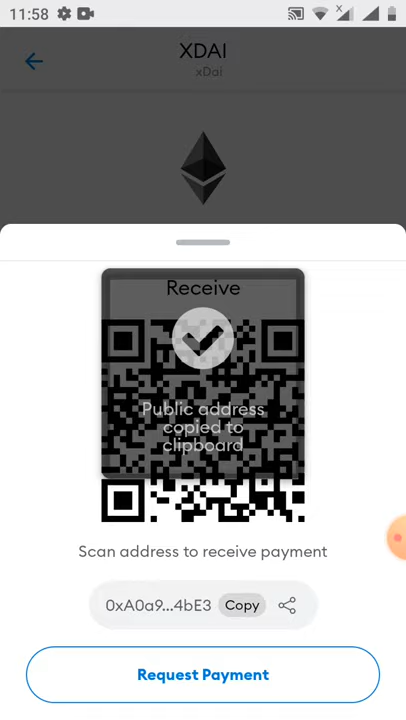 11:58
XDAI
xDai
Receive
Public address
copied to
clipboard
Scan address to receive payment
0xA0a9...4bE3 Copy
Request Payment